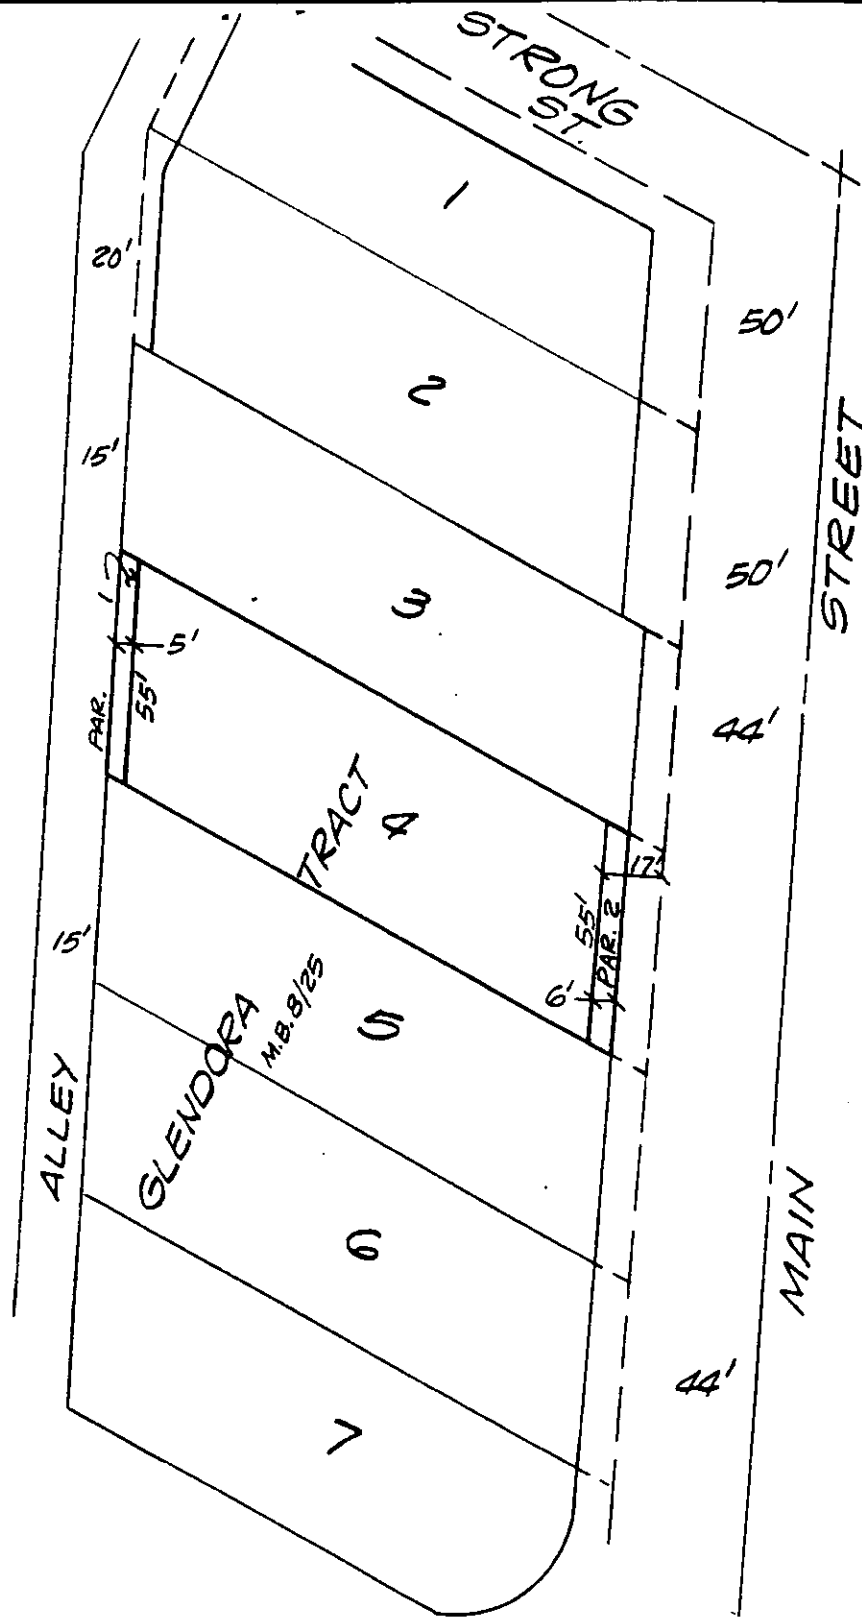 STRONG
ST.
1
20'
50'
2
15'
50'
STREET
3
5'
PAR. 1
55'
44'
TRACT
4
17'
55'
PAR. 2
6'
15'
GLENDORA
M.B. 8/25
5
ALLEY
6
MAIN
44'
7